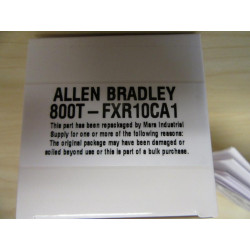 ALLEN BRADLEY
800T-FXR10CA1
This part has been repackaged by Mara Industrial
Supply for one or more of the following reasons:
The original package may have been damaged or
soiled beyond use or this is part of a bulk purchase.